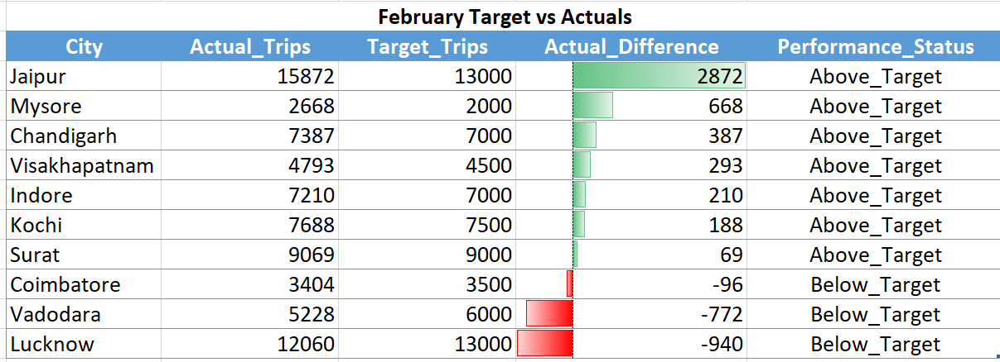 February Target vs Actuals
City Actual_Trips Target_Trips Actual_Difference Performance_Status
Jaipur 15872 13000 2872 Above_Target
Mysore 2668 2000 668 Above_Target
Chandigarh 7387 7000 387 Above_Target
Visakhapatnam 4793 4500 293 Above_Target
Indore 7210 7000 210 Above_Target
Kochi 7688 7500 188 Above_Target
Surat 9069 9000 69 Above_Target
Coimbatore 3404 3500 -96 Below_Target
Vadodara 5228 6000 -772 Below_Target
Lucknow 12060 13000 -940 Below_Target